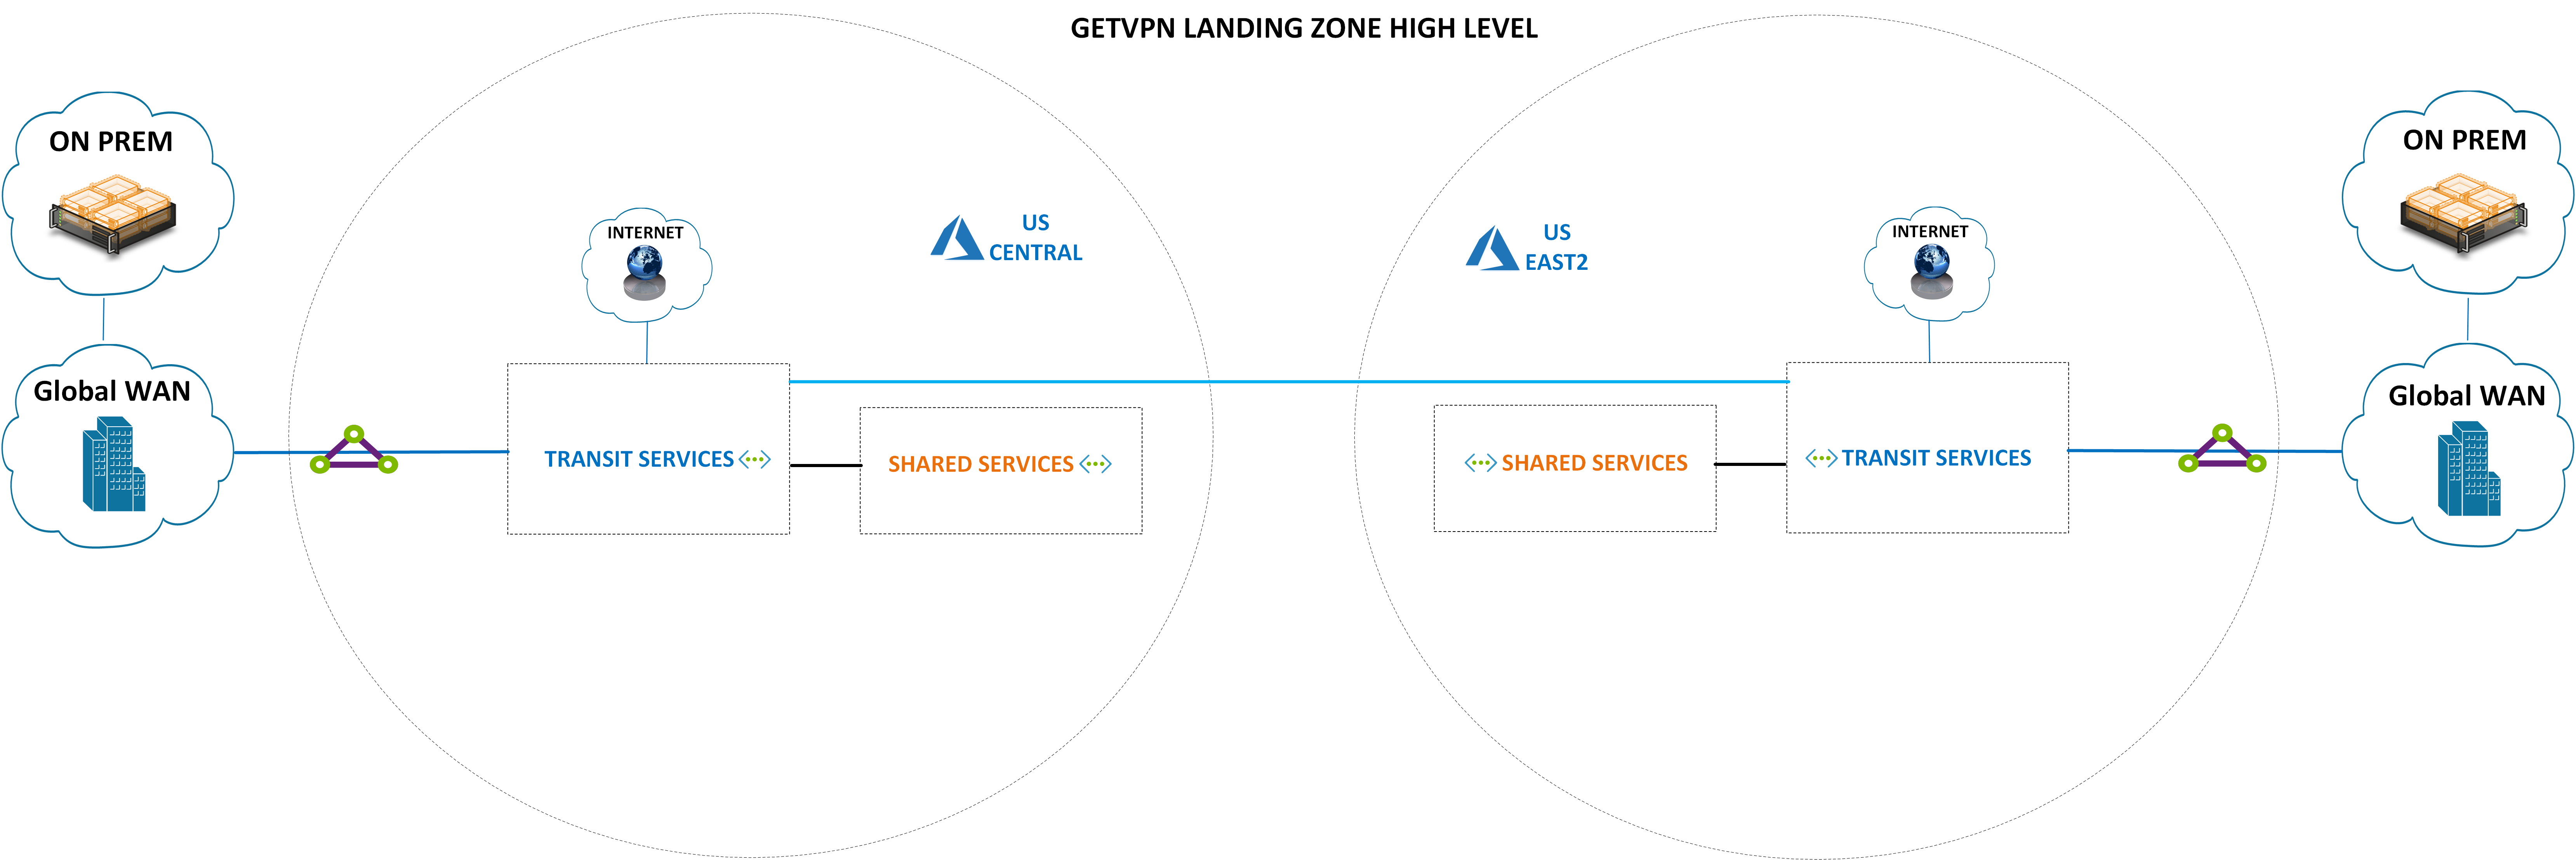 GETVPN LANDING ZONE HIGH LEVEL
ON PREM
Global WAN
INTERNET
US
CENTRAL
TRANSIT SERVICES
SHARED SERVICES
US
EAST2
INTERNET
SHARED SERVICES
TRANSIT SERVICES
ON PREM
Global WAN